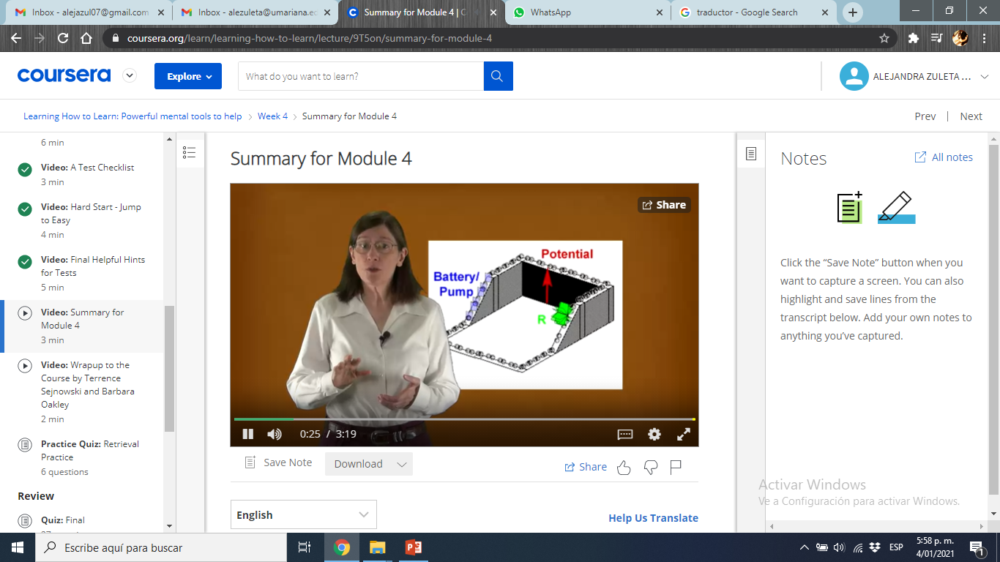 Inbox - alejazul07@gmail.com
Inbox - alezuleta@umariana.ed
Summary for Module 4 |
WhatsApp
traductor - Google Search
coursera.org/learn/learning-how-to-learn/lecture/9T5on/summary-for-module-4
coursera
Explore
What do you want to learn?
ALEJANDRA ZULETA ...
Learning How to Learn: Powerful mental tools to help
Week 4
Summary for Module 4
Prev | Next
6 min
Video: A Test Checklist
3 min
Video: Hard Start - Jump
to Easy
4 min
Video: Final Helpful Hints
for Tests
5 min
Video: Summary for
Module 4
3 min
Video: Wrapup to the
Course by Terrence
Sejnowski and Barbara
Oakley
2 min
Practice Quiz: Retrieval
Practice
6 questions
Review
Quiz: Final
Summary for Module 4
Share
Potential
Battery/
Pump
R
0:25 / 3:19
Save Note
Download
Share
English
Help Us Translate
Notes
All notes
Click the “Save Note” button when you
want to capture a screen. You can also
highlight and save lines from the
transcript below. Add your own notes to
anything you’ve captured.
Activar Windows
Ve a Configuración para activar Windows.
Escribe aquí para buscar
ESP
5:58 p. m.
4/01/2021
1